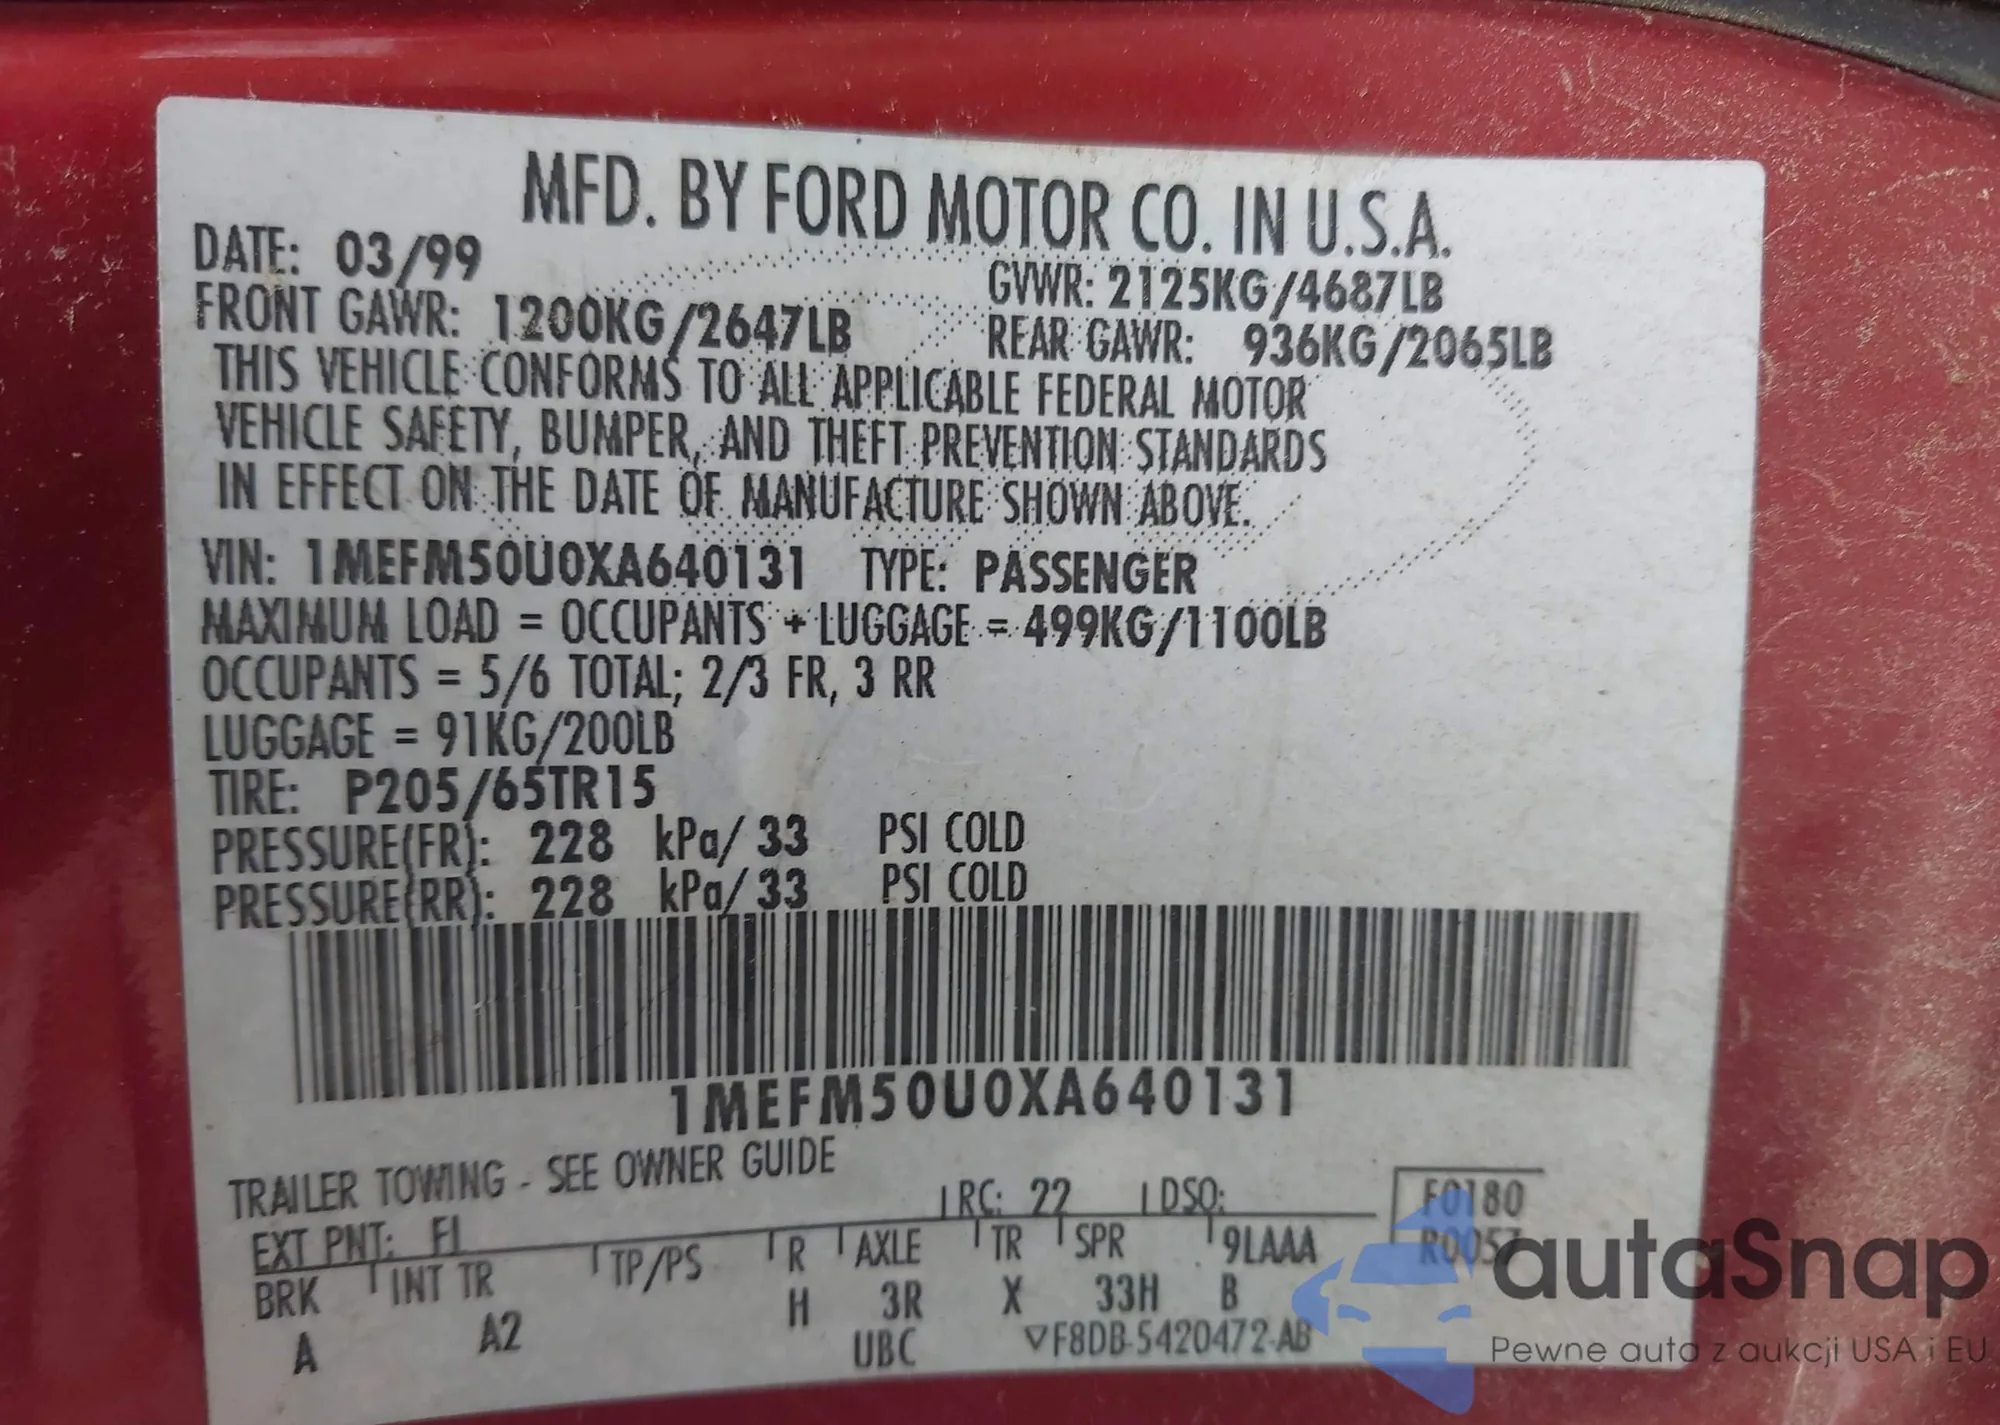 MFD. BY FORD MOTOR CO. IN U.S.A.
DATE: 03/99 GVWR: 2125KG/4687LB
FRONT GAWR: 1200KG/2647LB REAR GAWR: 936KG/2065LB
THIS VEHICLE CONFORMS TO ALL APPLICABLE FEDERAL MOTOR
VEHICLE SAFETY, BUMPER, AND THEFT PREVENTION STANDARDS
IN EFFECT ON THE DATE OF MANUFACTURE SHOWN ABOVE.
VIN: 1MEFM50U0XA640131 TYPE: PASSENGER
MAXIMUM LOAD = OCCUPANTS + LUGGAGE = 499KG/1100LB
OCCUPANTS = 5/6 TOTAL; 2/3 FR, 3 RR
LUGGAGE = 91KG/200LB
TIRE: P205/65TR15
PRESSURE(FR): 228 kPa/ 33 PSI COLD
PRESSURE(RR): 228 kPa/ 33 PSI COLD
1MEFM50U0XA640131
TRAILER TOWING - SEE OWNER GUIDE
EXT PNT: FL RC: 22 DSO: F0180
BRK INT TR TP/PS R AXLE TR SPR 9LAAA R0057
A A2 H 3R X 33H B
UBC ▽F8DB-5420472-AB
autaSnap
Pewne auta z aukcji USA i EU